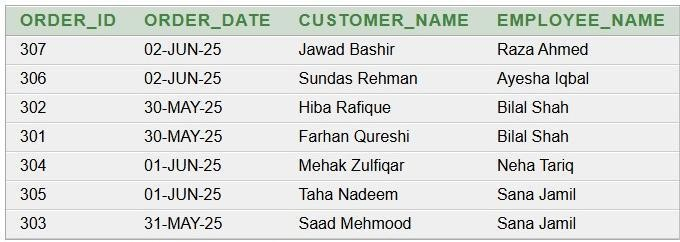 ORDER_ID ORDER_DATE CUSTOMER_NAME EMPLOYEE_NAME
307 02-JUN-25 Jawad Bashir Raza Ahmed
306 02-JUN-25 Sundas Rehman Ayesha Iqbal
302 30-MAY-25 Hiba Rafique Bilal Shah
301 30-MAY-25 Farhan Qureshi Bilal Shah
304 01-JUN-25 Mehak Zulfiqar Neha Tariq
305 01-JUN-25 Taha Nadeem Sana Jamil
303 31-MAY-25 Saad Mehmood Sana Jamil